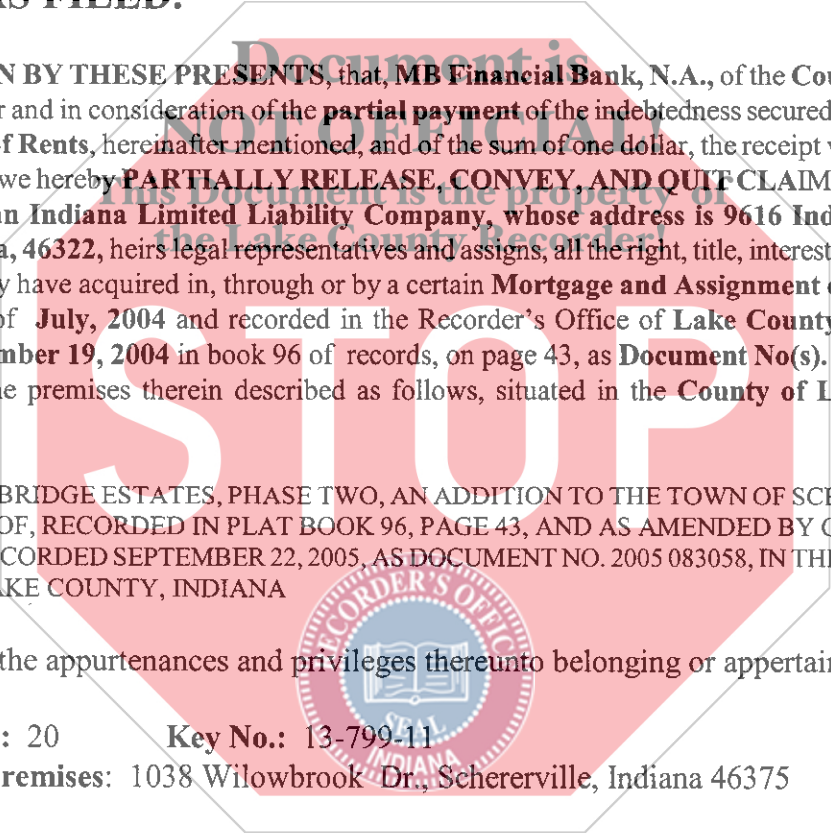 AS FILED.
Document is
N BY THESE PRESENTS, that, MB Financial Bank, N.A., of the Cou
r and in consideration of the partial payment of the indebtedness secured
NOT OFFICIAL
f Rents, hereinafter mentioned, and of the sum of one dollar, the receipt
we hereby PARTIALLY RELEASE, CONVEY, AND QUIT CLAIM
This Document is the property of
an Indiana Limited Liability Company, whose address is 9616 Ind
a, 46322, heirs legal representatives and assigns, all the right, title, interest
the Lake County Recorder!
y have acquired in, through or by a certain Mortgage and Assignment
of July, 2004 and recorded in the Recorder's Office of Lake County
mber 19, 2004 in book 96 of records, on page 43, as Document No(s).
he premises therein described as follows, situated in the County of L
STOP
BRIDGE ESTATES, PHASE TWO, AN ADDITION TO THE TOWN OF SCH
OF, RECORDED IN PLAT BOOK 96, PAGE 43, AND AS AMENDED BY C
CORDED SEPTEMBER 22, 2005, AS DOCUMENT NO. 2005 083058, IN THE
AKE COUNTY, INDIANA
RECORDER'S OFFICE
the appurtenances and privileges thereunto belonging or appertain
SEAL
: 20 Key No.: 13-799-11
INDIANA
remises: 1038 Wilowbrook Dr., Schererville, Indiana 46375